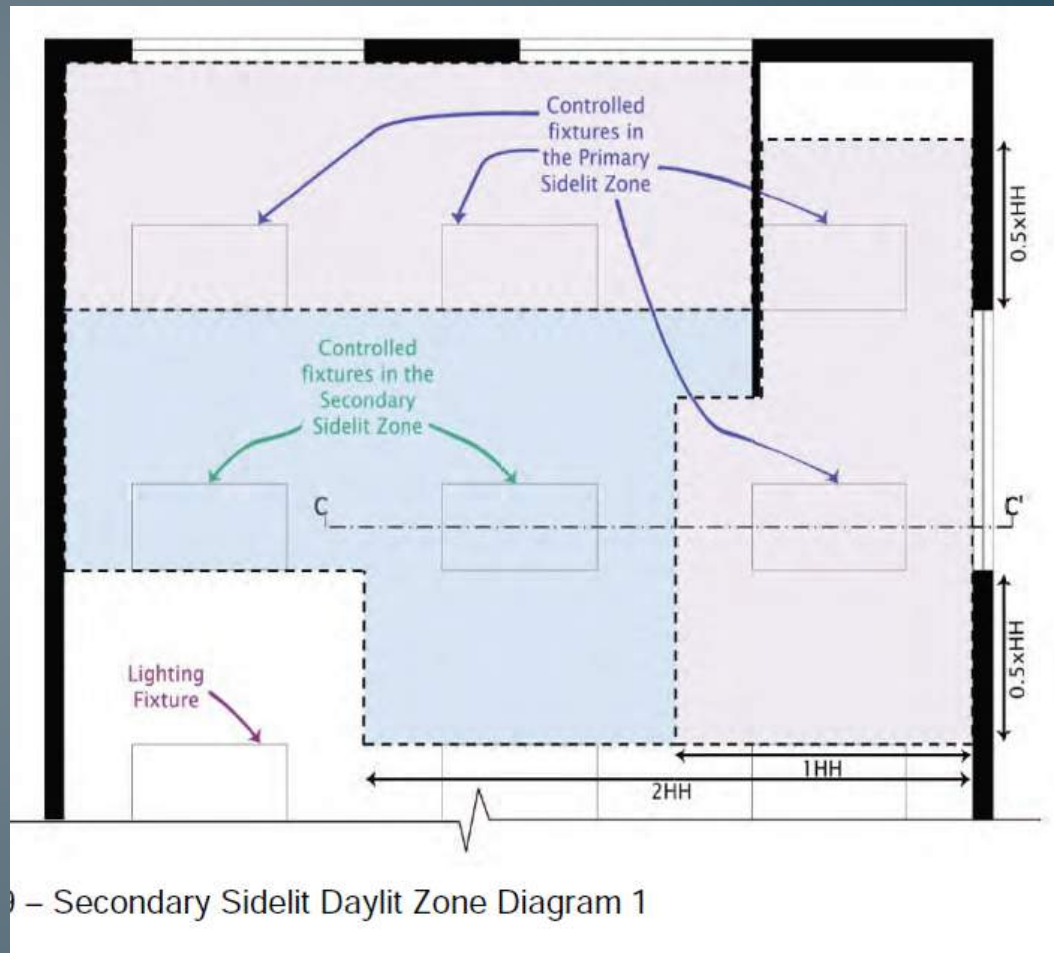 Controlled
fixtures in
the Primary
Sidelit Zone
0.5xHH
Controlled
fixtures in the
Secondary
Sidelit Zone
C
C'
Lighting
Fixture
0.5xHH
1HH
2HH
– Secondary Sidelit Daylit Zone Diagram 1